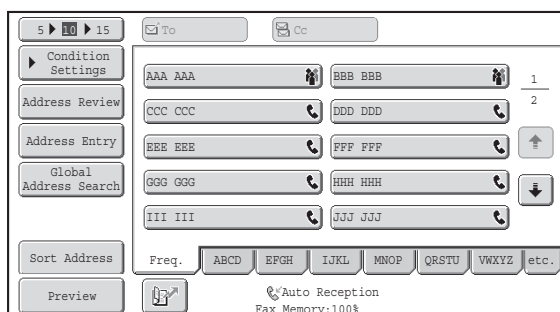 5 10 15
To
Cc
Condition
Settings
Address Review
Address Entry
Global
Address Search
Sort Address
Preview
AAA AAA
BBB BBB
CCC CCC
DDD DDD
EEE EEE
FFF FFF
GGG GGG
HHH HHH
III III
JJJ JJJ
1
2
Freq.
ABCD
EFGH
IJKL
MNOP
QRSTU
VWXYZ
etc.
Auto Reception
Fax Memory:100%